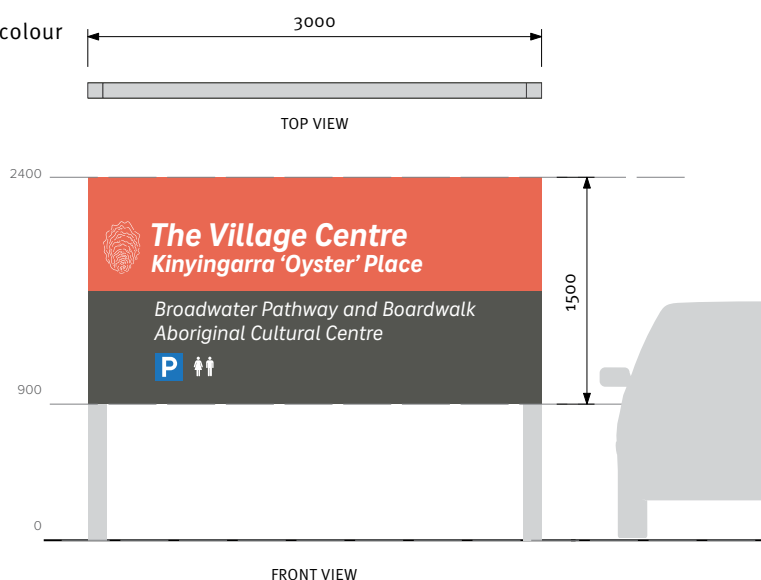 colour
3000
TOP VIEW
2400
The Village Centre
Kinyingarra ‘Oyster’ Place
Broadwater Pathway and Boardwalk
Aboriginal Cultural Centre
P
1500
900
0
FRONT VIEW